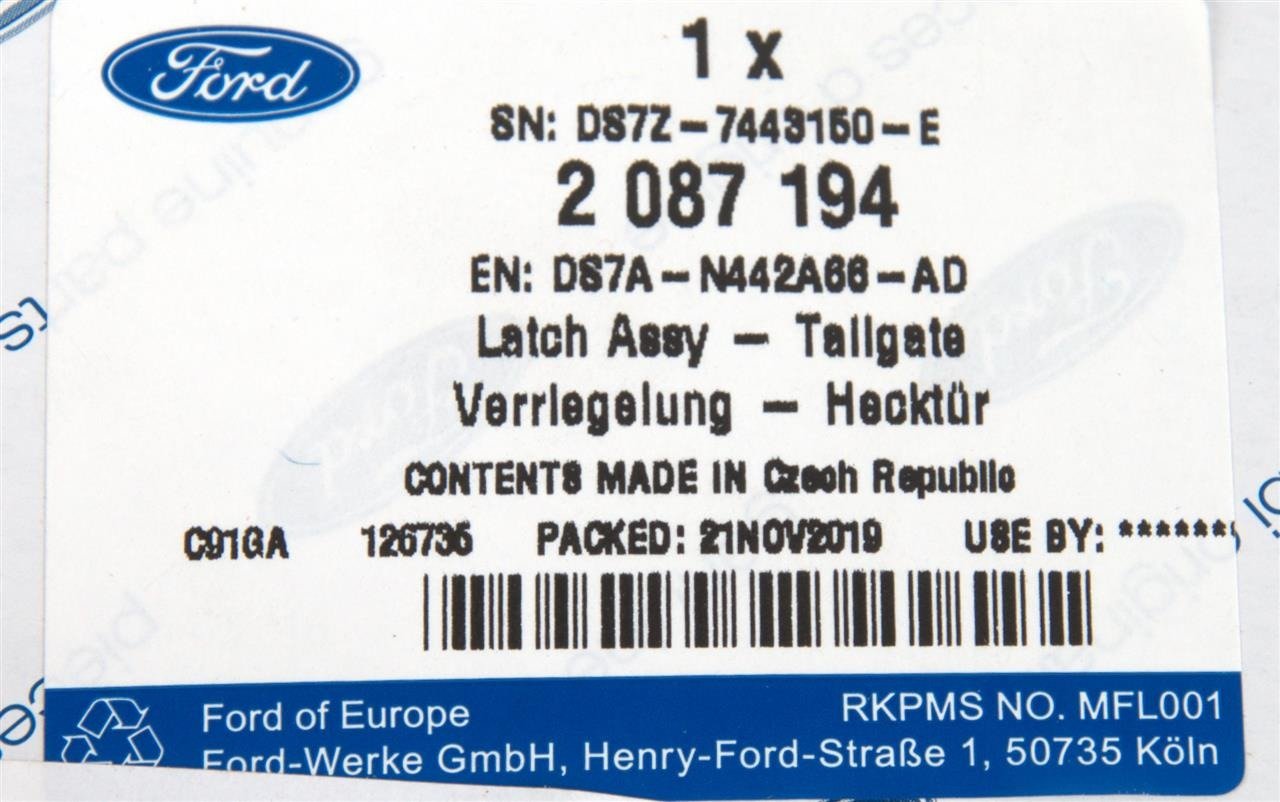 Ford
1 x
SN: DS7Z-7443150-E
2 087 194
EN: DS7A-N442A66-AD
Latch Assy - Tailgate
Verriegelung - Hecktür
CONTENTS MADE IN Czech Republic
C91GA 126735 PACKED: 21NOV2019 USE BY: ******
Ford of Europe
RKPMS NO. MFL001
Ford-Werke GmbH, Henry-Ford-Straße 1, 50735 Köln